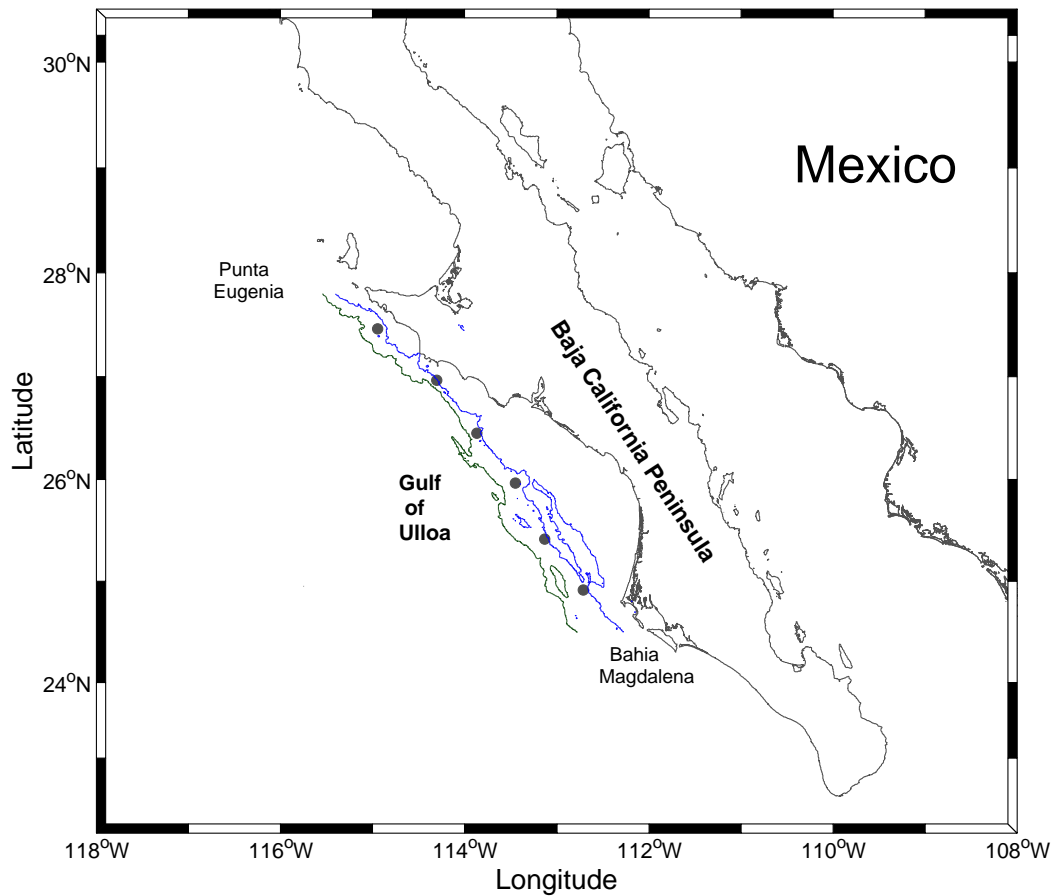 30°N
Mexico
Punta
Eugenia
28°N
Baja California Peninsula
Latitude
26°N
Gulf
of
Ulloa
Bahia
Magdalena
24°N
118°W
116°W
114°W
112°W
110°W
108°W
Longitude